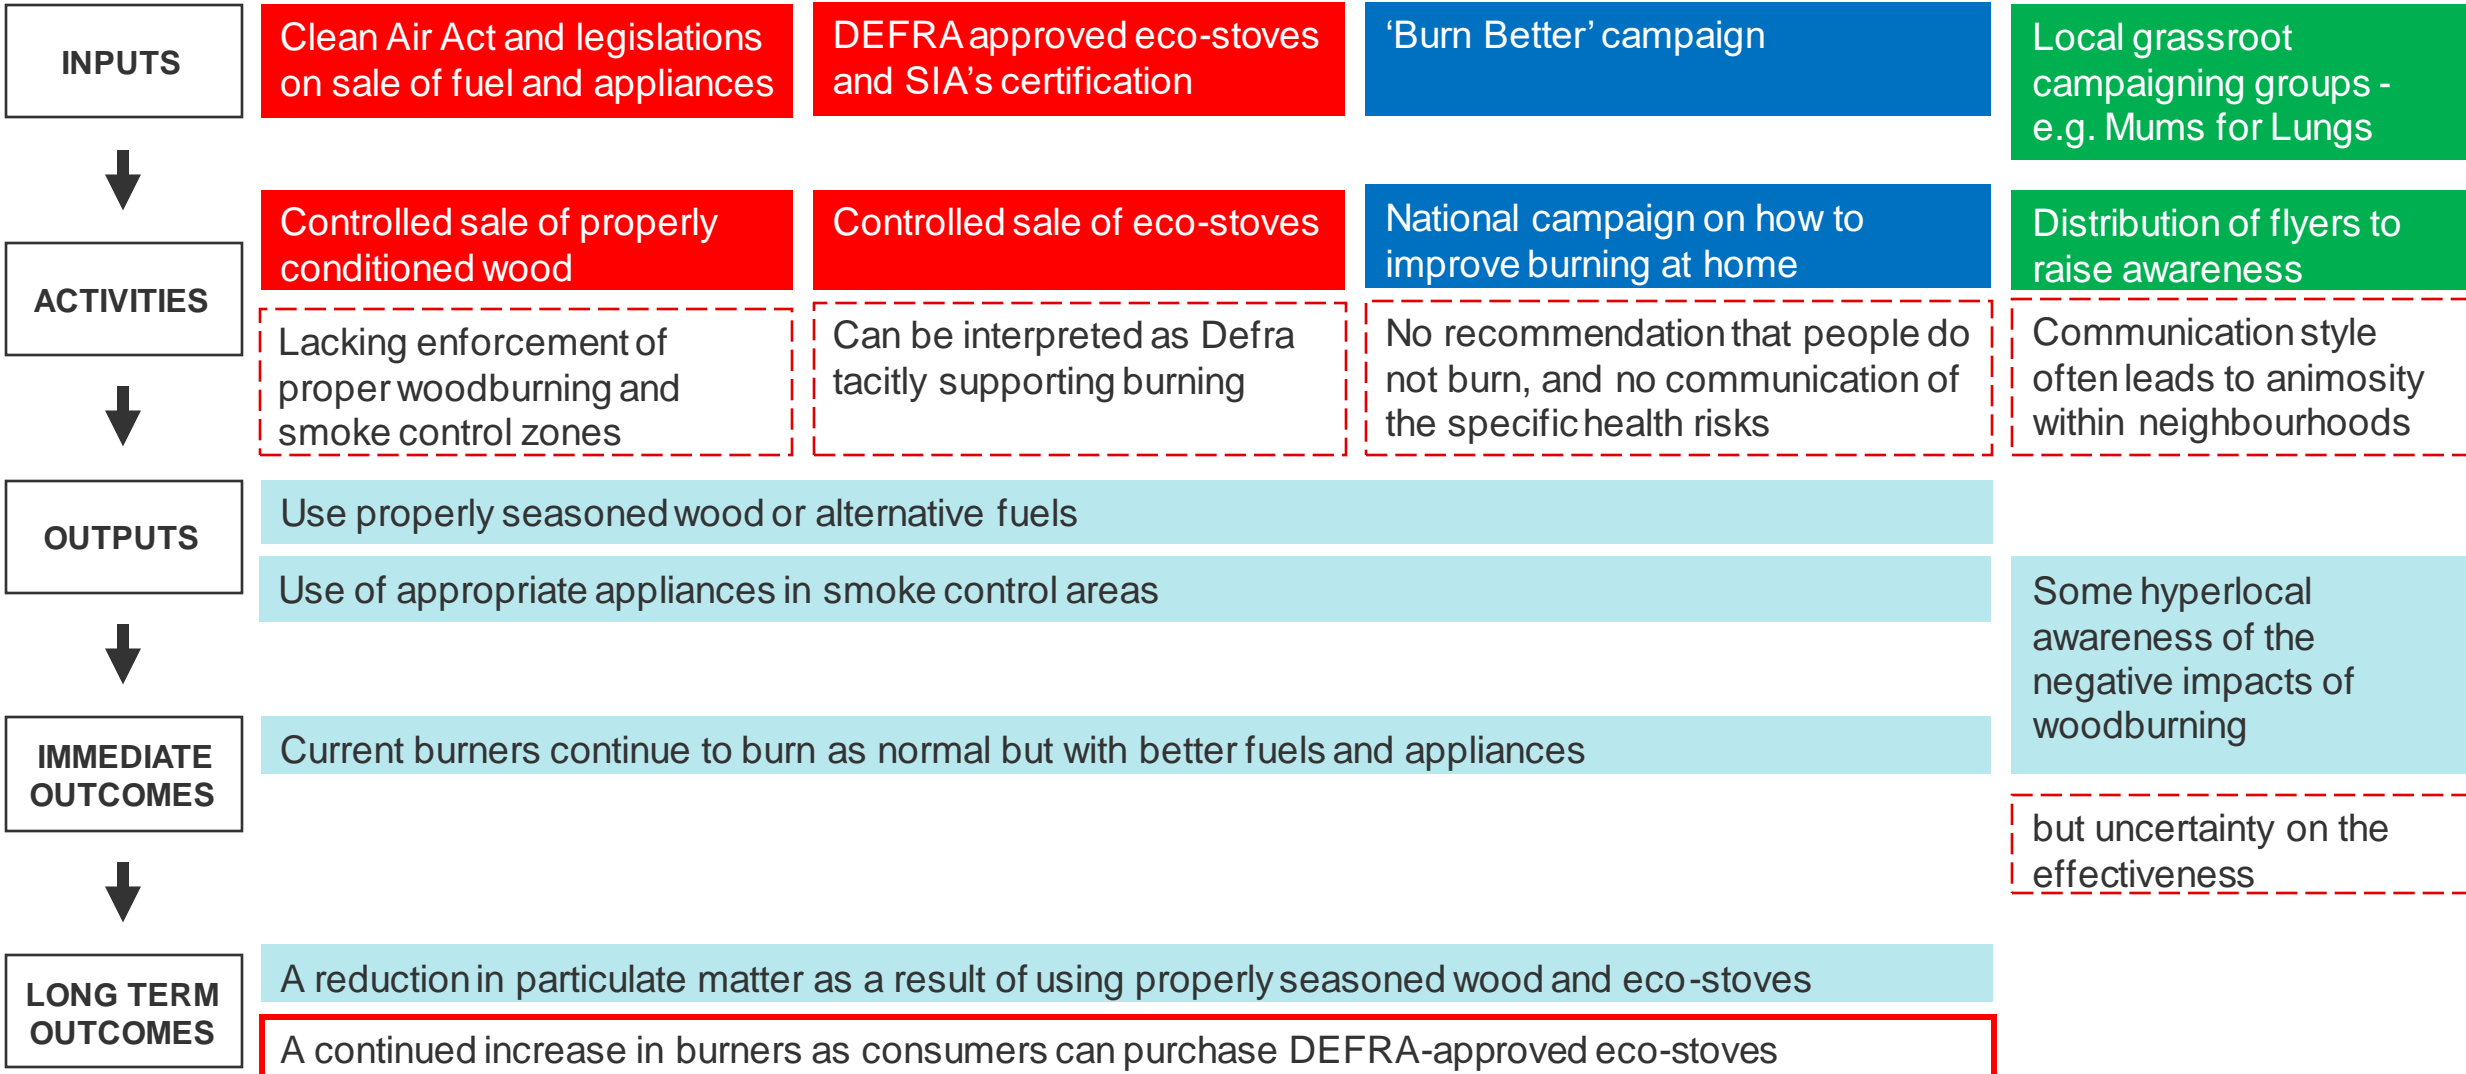 INPUTS
Clean Air Act and legislations
on sale of fuel and appliances
DEFRA approved eco-stoves
and SIA's certification
‘Burn Better’ campaign
Local grassroot
campaigning groups -
e.g. Mums for Lungs
ACTIVITIES
Controlled sale of properly
conditioned wood
Controlled sale of eco-stoves
National campaign on how to
improve burning at home
Distribution of flyers to
raise awareness
Lacking enforcement of
proper woodburning and
smoke control zones
Can be interpreted as Defra
tacitly supporting burning
No recommendation that people do
not burn, and no communication of
the specific health risks
Communication style
often leads to animosity
within neighbourhoods
OUTPUTS
Use properly seasoned wood or alternative fuels
Use of appropriate appliances in smoke control areas
Some hyperlocal
awareness of the
negative impacts of
woodburning
IMMEDIATE
OUTCOMES
Current burners continue to burn as normal but with better fuels and appliances
but uncertainty on the
effectiveness
LONG TERM
OUTCOMES
A reduction in particulate matter as a result of using properly seasoned wood and eco-stoves
A continued increase in burners as consumers can purchase DEFRA-approved eco-stoves